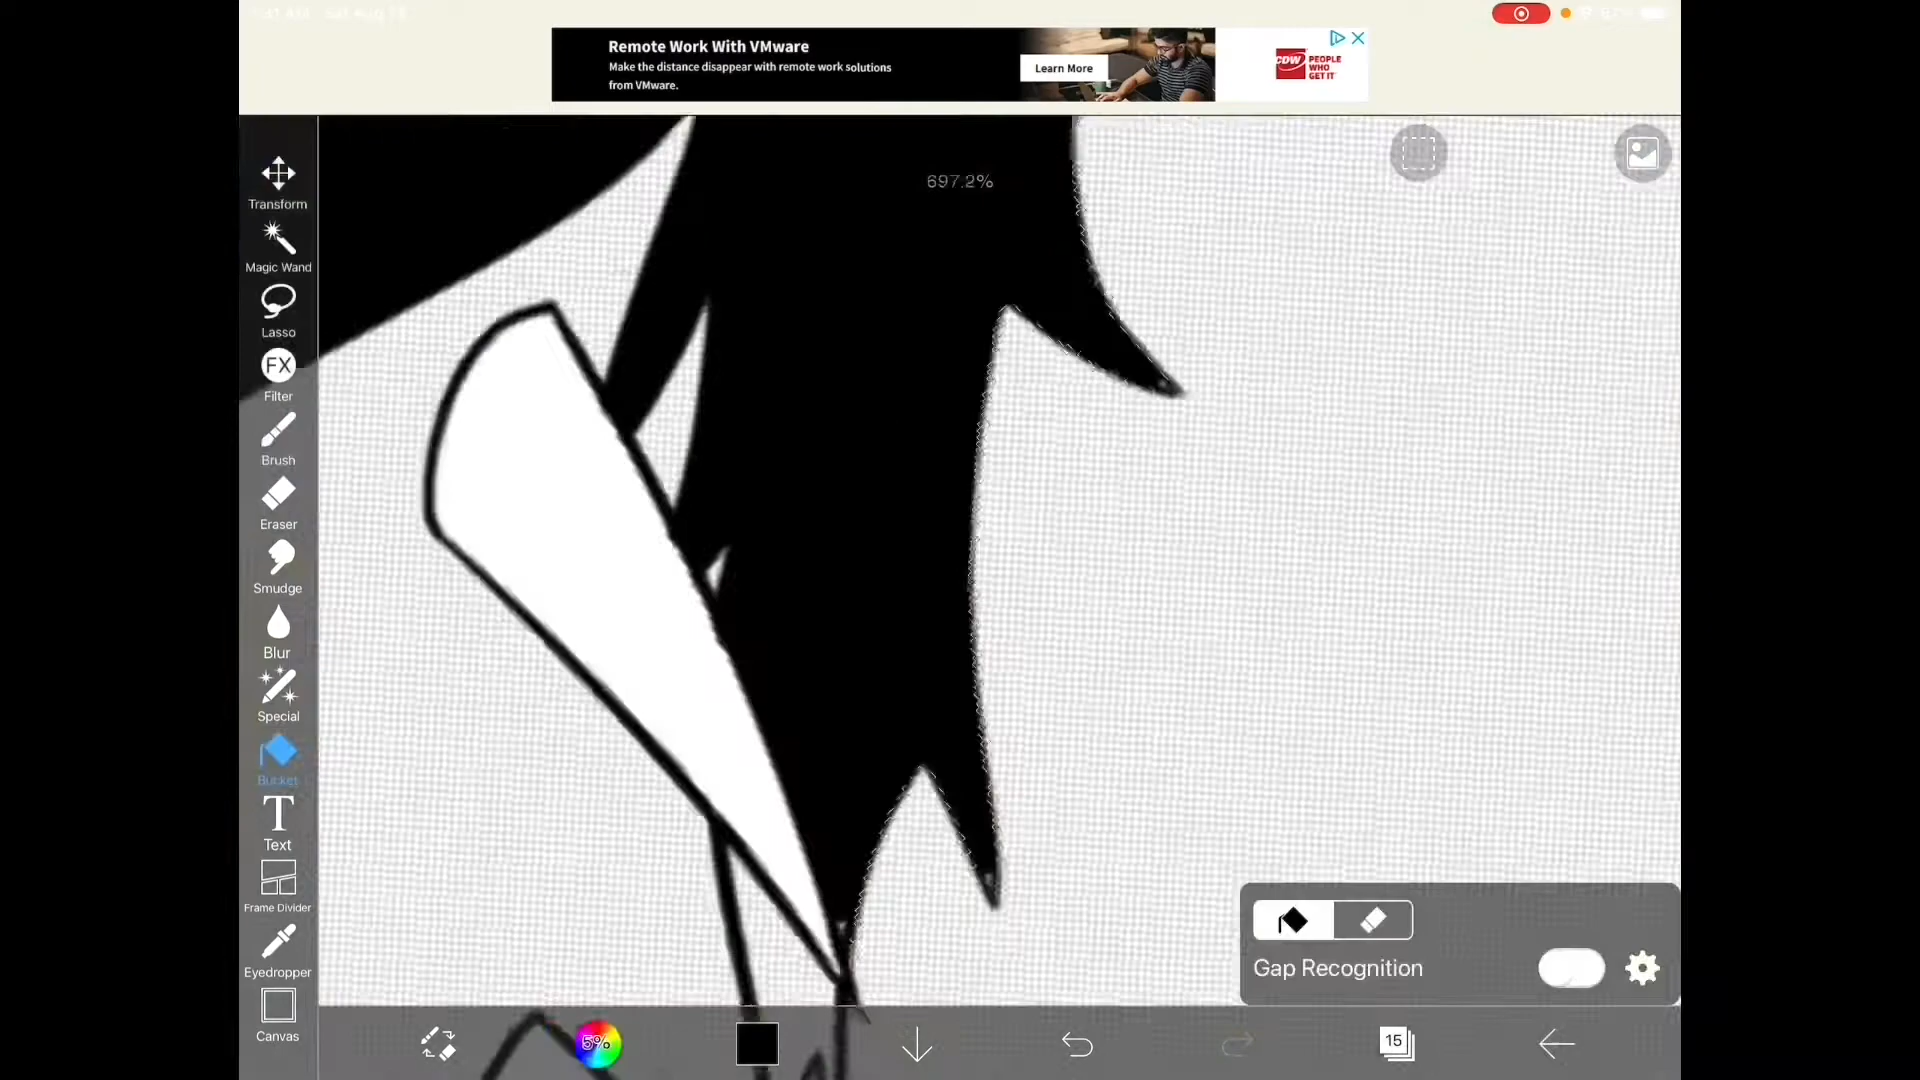 Remote Work With VMware
Make the distance disappear with remote work solutions
from VMware.
Learn More
CDW
PEOPLE
WHO
GET IT
697.2%
Transform
Magic Wand
Lasso
FX
Filter
Brush
Eraser
Smudge
Blur
Special
Bucket
T
Text
Frame Divider
Eyedropper
Canvas
Gap Recognition
5%
15